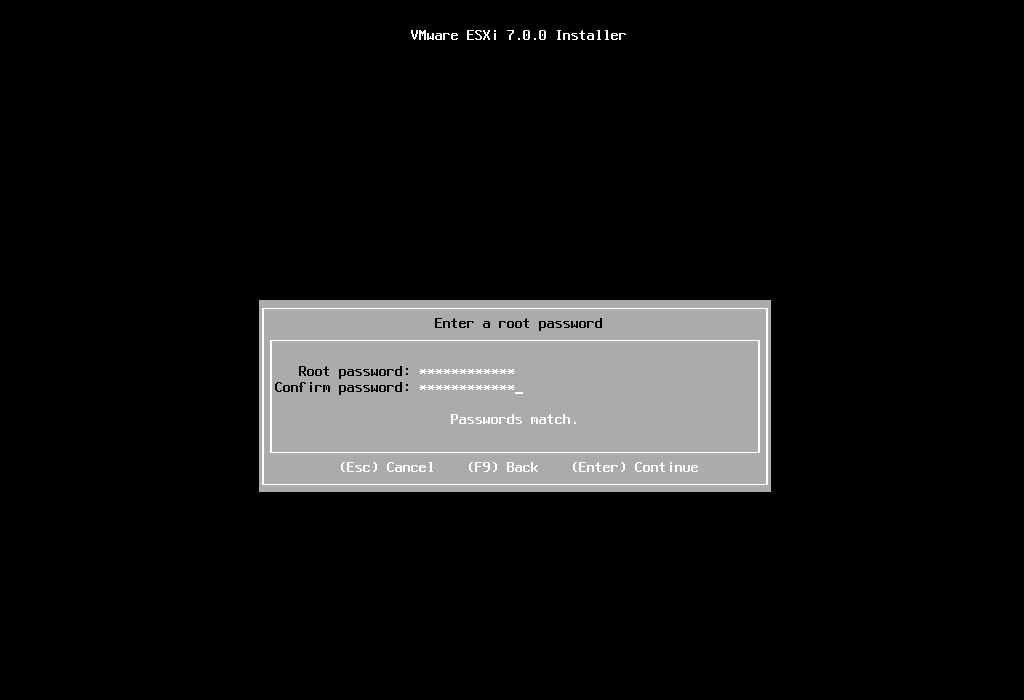 VMware ESXi 7.0.0 Installer
Enter a root password
Root password: ************
Confirm password: ************_
Passwords match.
(Esc) Cancel (F9) Back (Enter) Continue